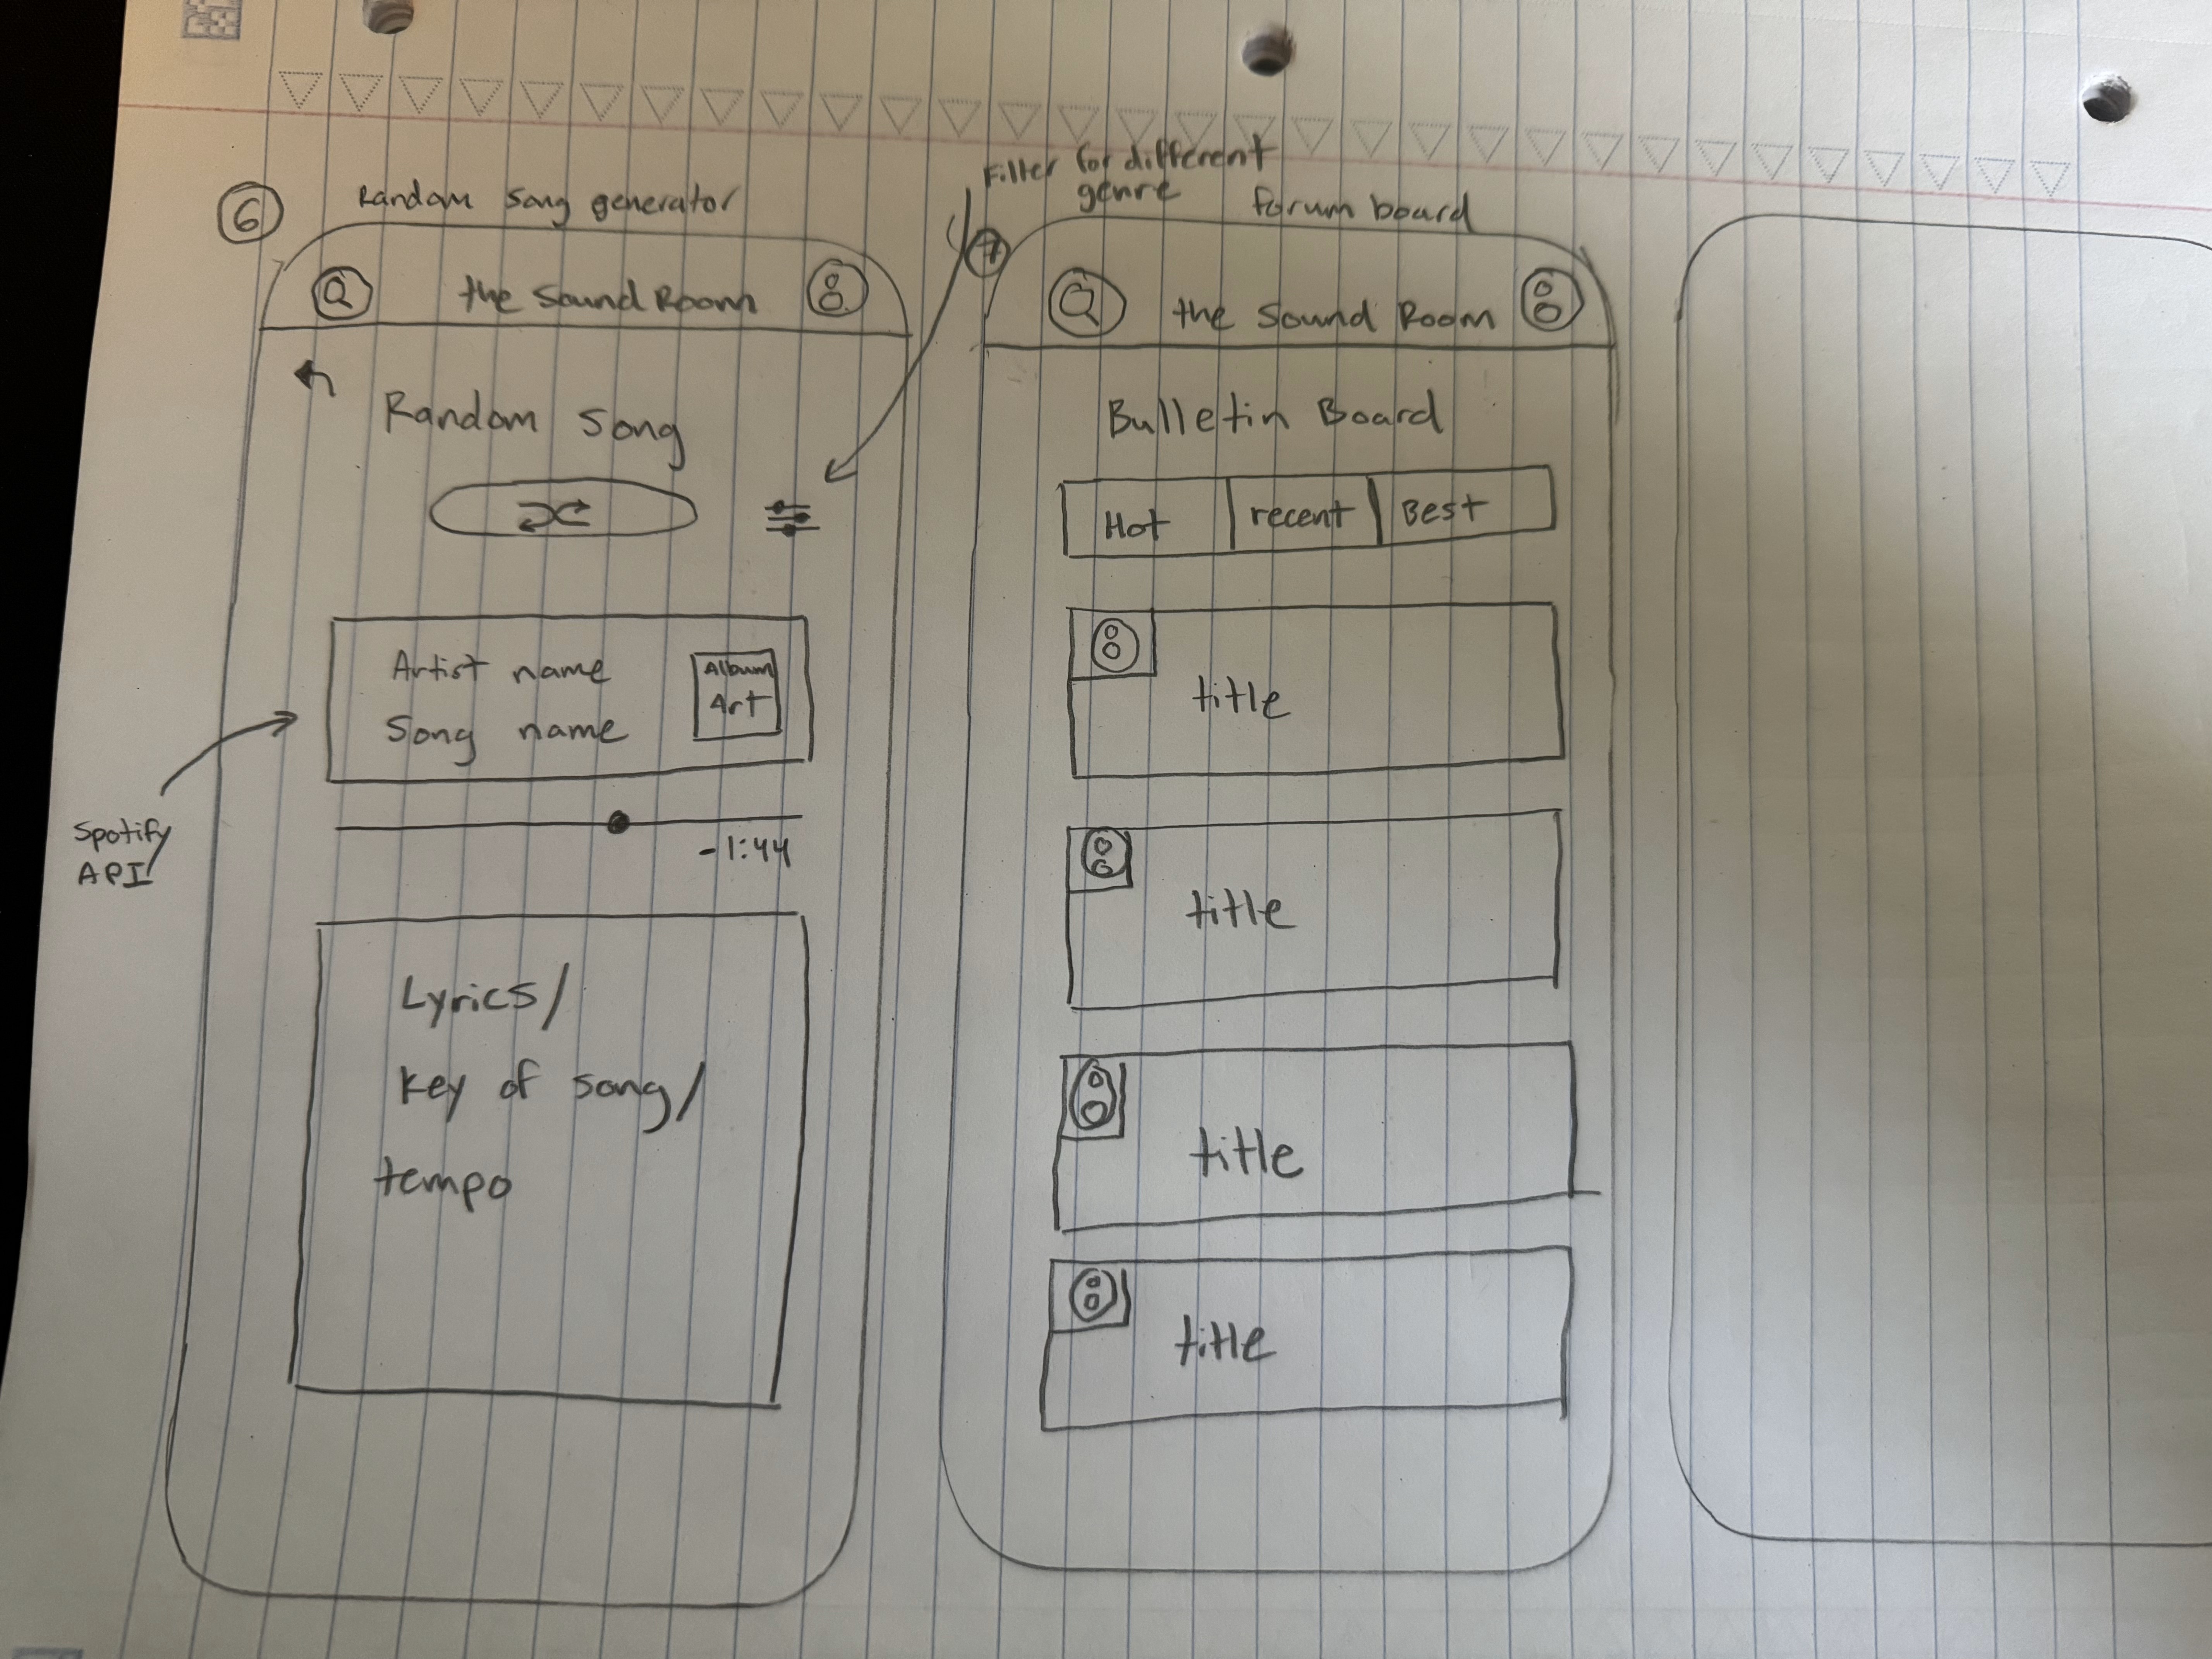 6
Random Song generator
the Sound Room
Random Song
Artist name
Song name
Album
Art
-1:44
Spotify
API
Lyrics/
Key of song/
tempo
Filter for different
genre
7
forum board
the Sound Room
Bulletin Board
Hot
recent
Best
title
title
title
title